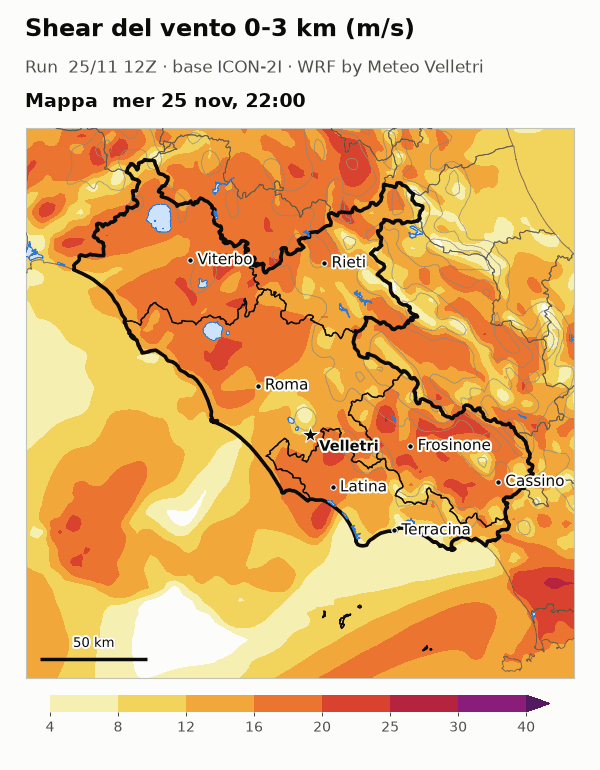 Shear del vento 0-3 km (m/s)
Run  25/11 12Z · base ICON-2I · WRF by Meteo Velletri
Mappa  mer 25 nov, 22:00
Viterbo
Rieti
Roma
Velletri
Frosinone
Cassino
Latina
Terracina
50 km
4 8 12 16 20 25 30 40